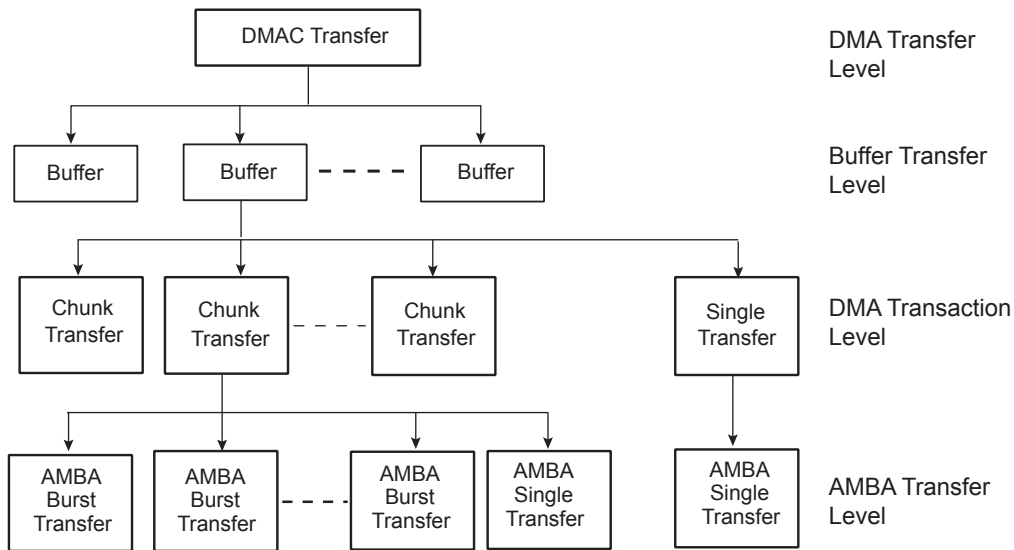 DMAC Transfer
DMA Transfer
Level
Buffer
Buffer
Buffer
Buffer Transfer
Level
Chunk
Transfer
Chunk
Transfer
Chunk
Transfer
Single
Transfer
DMA Transaction
Level
AMBA
Burst
Transfer
AMBA
Burst
Transfer
AMBA
Burst
Transfer
AMBA
Single
Transfer
AMBA
Single
Transfer
AMBA Transfer
Level